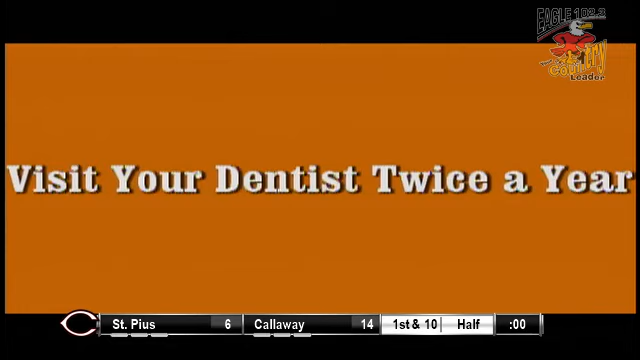 EAGLE 102.3
Your
Country
Leader
Visit Your Dentist Twice a Year
St. Pius 6 Callaway 14 1st & 10 Half :00